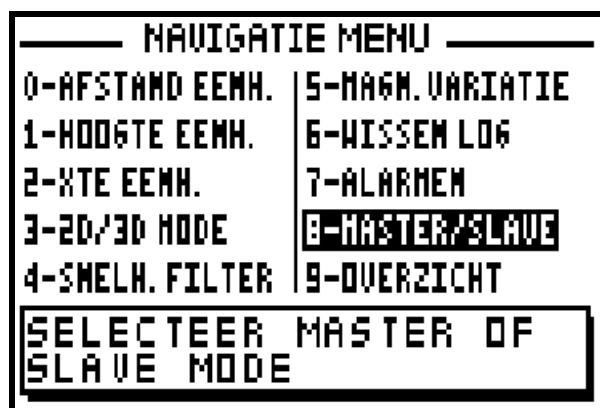 NAVIGATIE MENU
0-AFSTAND EENH.
1-HOOGTE EENH.
2-XTE EENH.
3-2D/3D MODE
4-SNELH. FILTER
5-MAGN. VARIATIE
6-WISSEN LOG
7-ALARMEN
8-MASTER/SLAVE
9-OVERZICHT
SELECTEER MASTER OF
SLAVE MODE